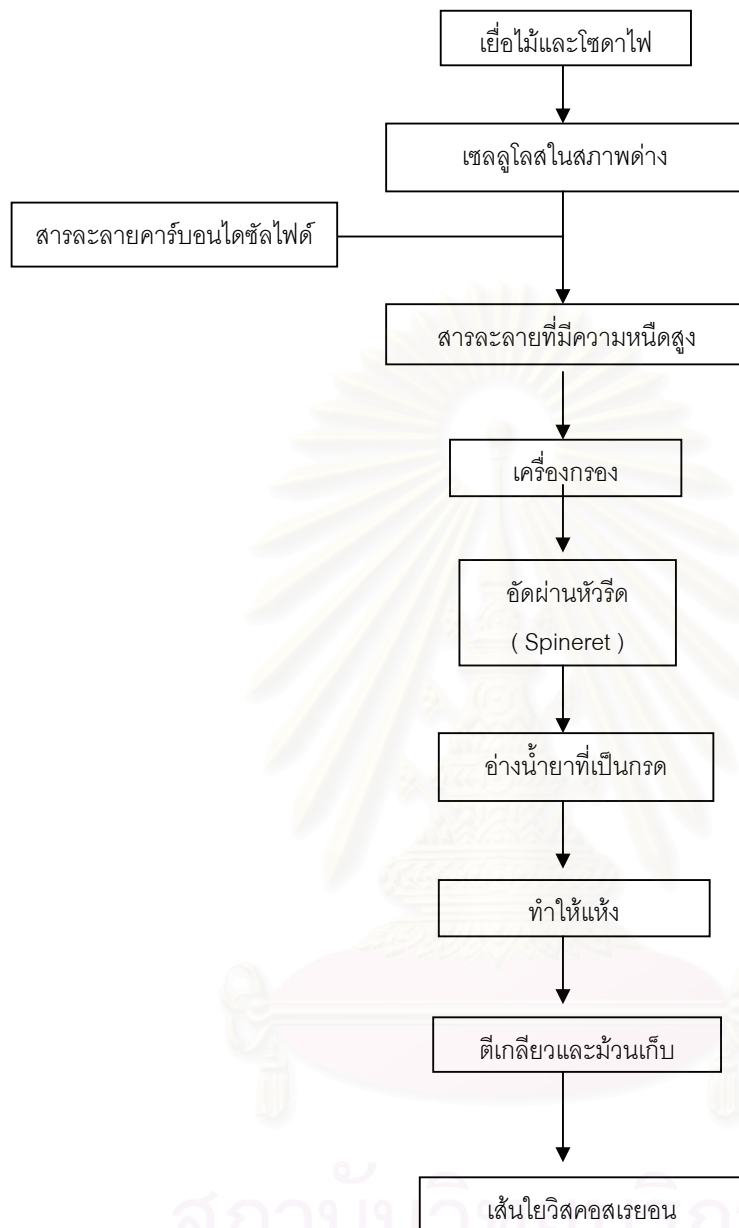 เยื่อไม้และโซดาไฟ
เซลลูโลสในสภาพด่าง
สารละลายคาร์บอนไดซัลไฟด์
สารละลายที่มีความหนืดสูง
เครื่องกรอง
อัดผ่านหัวรีด
( Spineret )
อ่างน้ำยาที่เป็นกรด
ทำให้แห้ง
ตีเกลียวและม้วนเก็บ
เส้นใยวิสคอสเรยอน